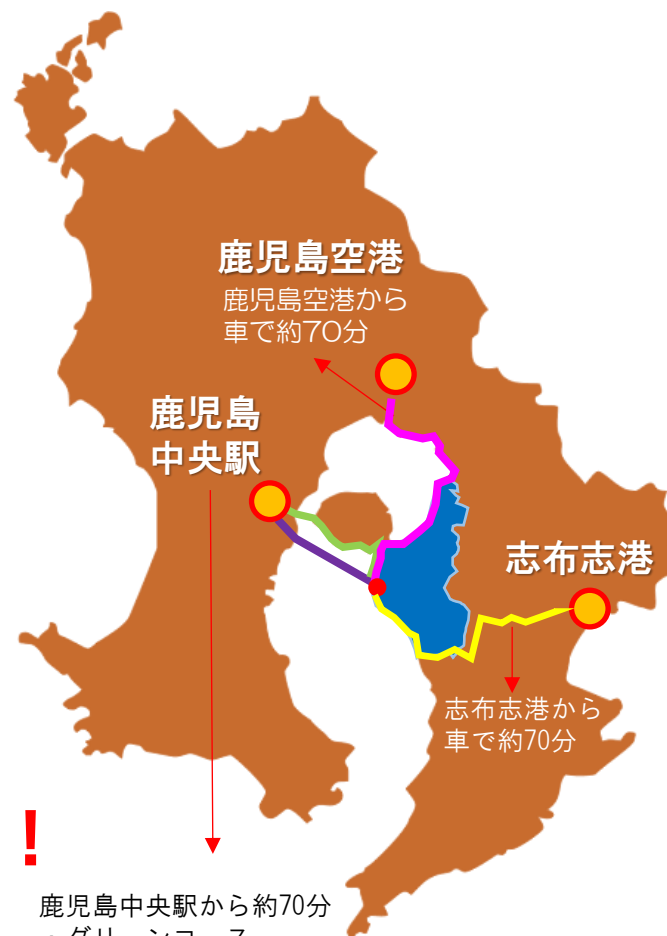 鹿児島空港
鹿児島空港から
車で約70分
鹿児島
中央駅
志布志港
志布志港から
車で約70分
!
鹿児島中央駅から約70分